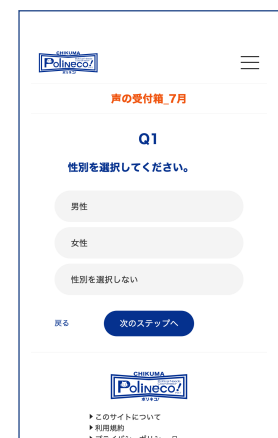 CHIKUMA
Polineco!
ポリネコ!
声の受付箱_7月
Q1
性別を選択してください。
男性
女性
性別を選択しない
戻る
次のステップへ
CHIKUMA
Polineco!
ポリネコ!
このサイトについて
利用規約